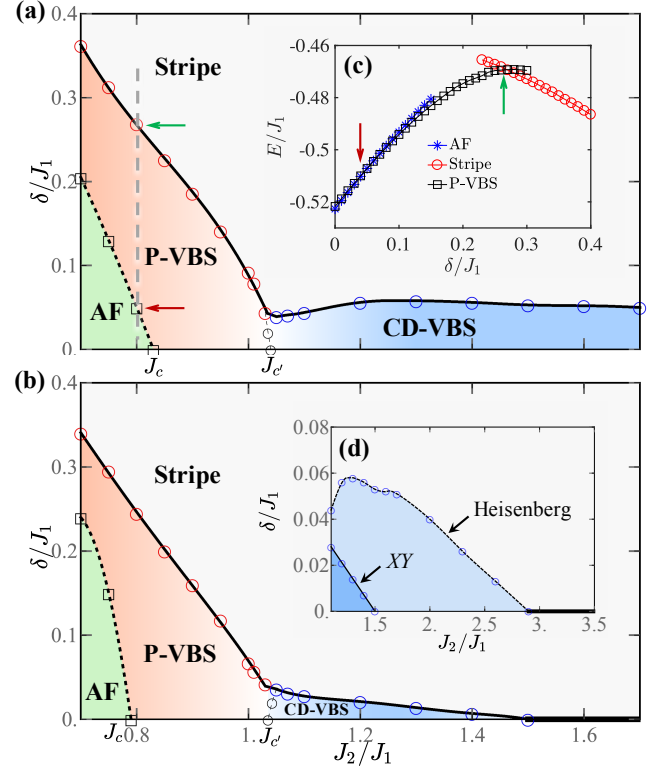 (a)
0.4
0.3
0.2
0.1
0.
δ/J₁
Stripe
P-VBS
AF
CD-VBS
J_c
J_c'
(c)
-0.46
-0.48
-0.5
-0.52
E/J₁
AF
Stripe
P-VBS
0
0.1
0.2
0.3
0.4
δ/J₁
(b)
0.4
0.3
0.2
0.1
0.
δ/J₁
Stripe
P-VBS
AF
CD-VBS
J_c
0.8
1.
J_c'
1.2
1.4
1.6
J₂/J₁
(d)
0.08
0.06
0.04
0.02
0
δ/J₁
Heisenberg
XY
1.5
2
2.5
3
3.5
J₂/J₁